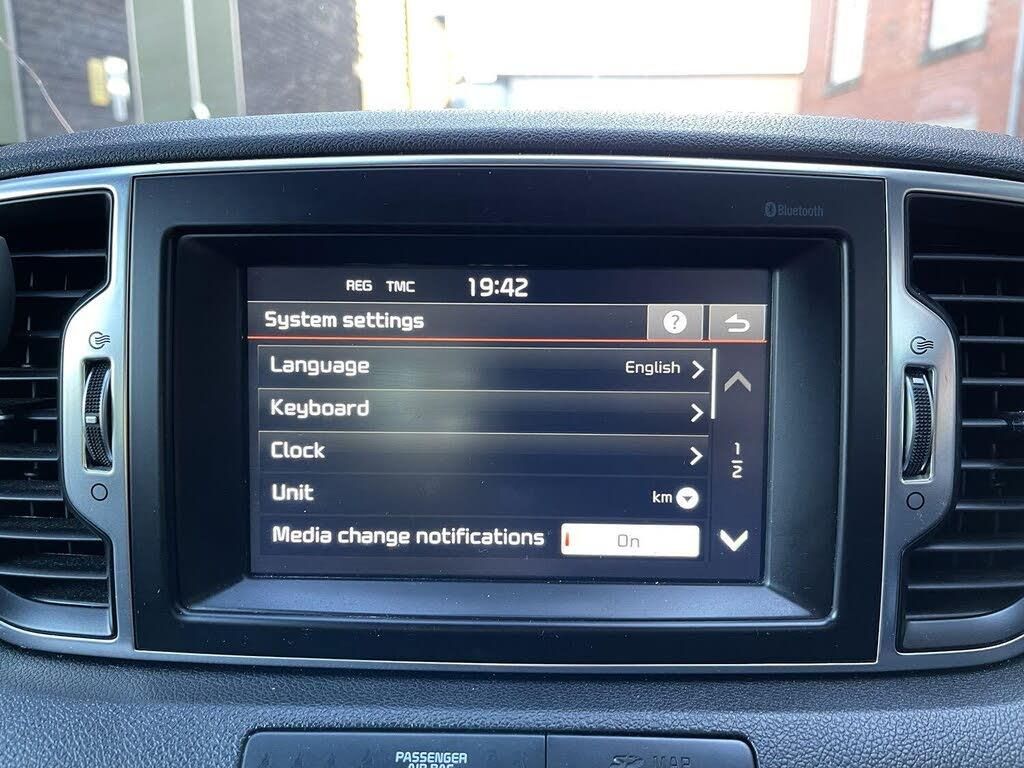 Bluetooth
REG TMC 19:42
System settings ?
Language English
Keyboard
Clock
1
2
Unit km
Media change notifications On
PASSENGER
AIR BAG
SD MAP